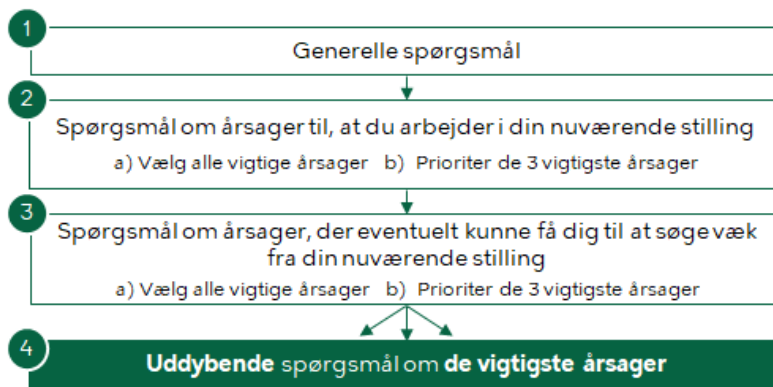 1
Generelle spørgsmål
2
Spørgsmål om årsager til, at du arbejder i din nuværende stilling
a) Vælg alle vigtige årsager b) Prioriter de 3 vigtigste årsager
3
Spørgsmål om årsager, der eventuelt kunne få dig til at søge væk
fra din nuværende stilling
a) Vælg alle vigtige årsager b) Prioriter de 3 vigtigste årsager
4
Uddybende spørgsmål om de vigtigste årsager